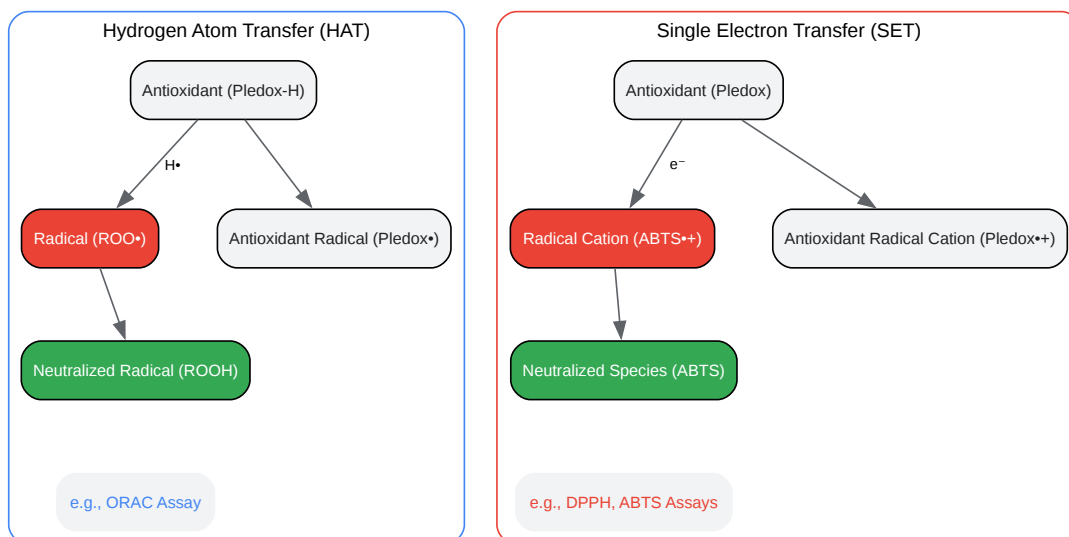 Hydrogen Atom Transfer (HAT)
Antioxidant (Pledox-H)
H•
Radical (ROO•)
Antioxidant Radical (Pledox•)
Neutralized Radical (ROOH)
e.g., ORAC Assay
Single Electron Transfer (SET)
Antioxidant (Pledox)
e⁻
Radical Cation (ABTS•+)
Antioxidant Radical Cation (Pledox•+)
Neutralized Species (ABTS)
e.g., DPPH, ABTS Assays